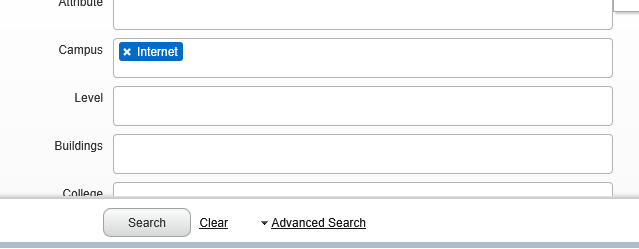 Attribute
Campus
Internet
Level
Buildings
College
Search Clear Advanced Search